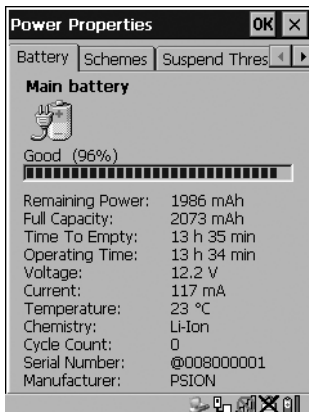 Power Properties OK ×
Battery Schemes Suspend Thres
Main battery
Good (96%)
Remaining Power: 1986 mAh
Full Capacity: 2073 mAh
Time To Empty: 13 h 35 min
Operating Time: 13 h 34 min
Voltage: 12.2 V
Current: 117 mA
Temperature: 23 °C
Chemistry: Li-Ion
Cycle Count: 0
Serial Number: @008000001
Manufacturer: PSION